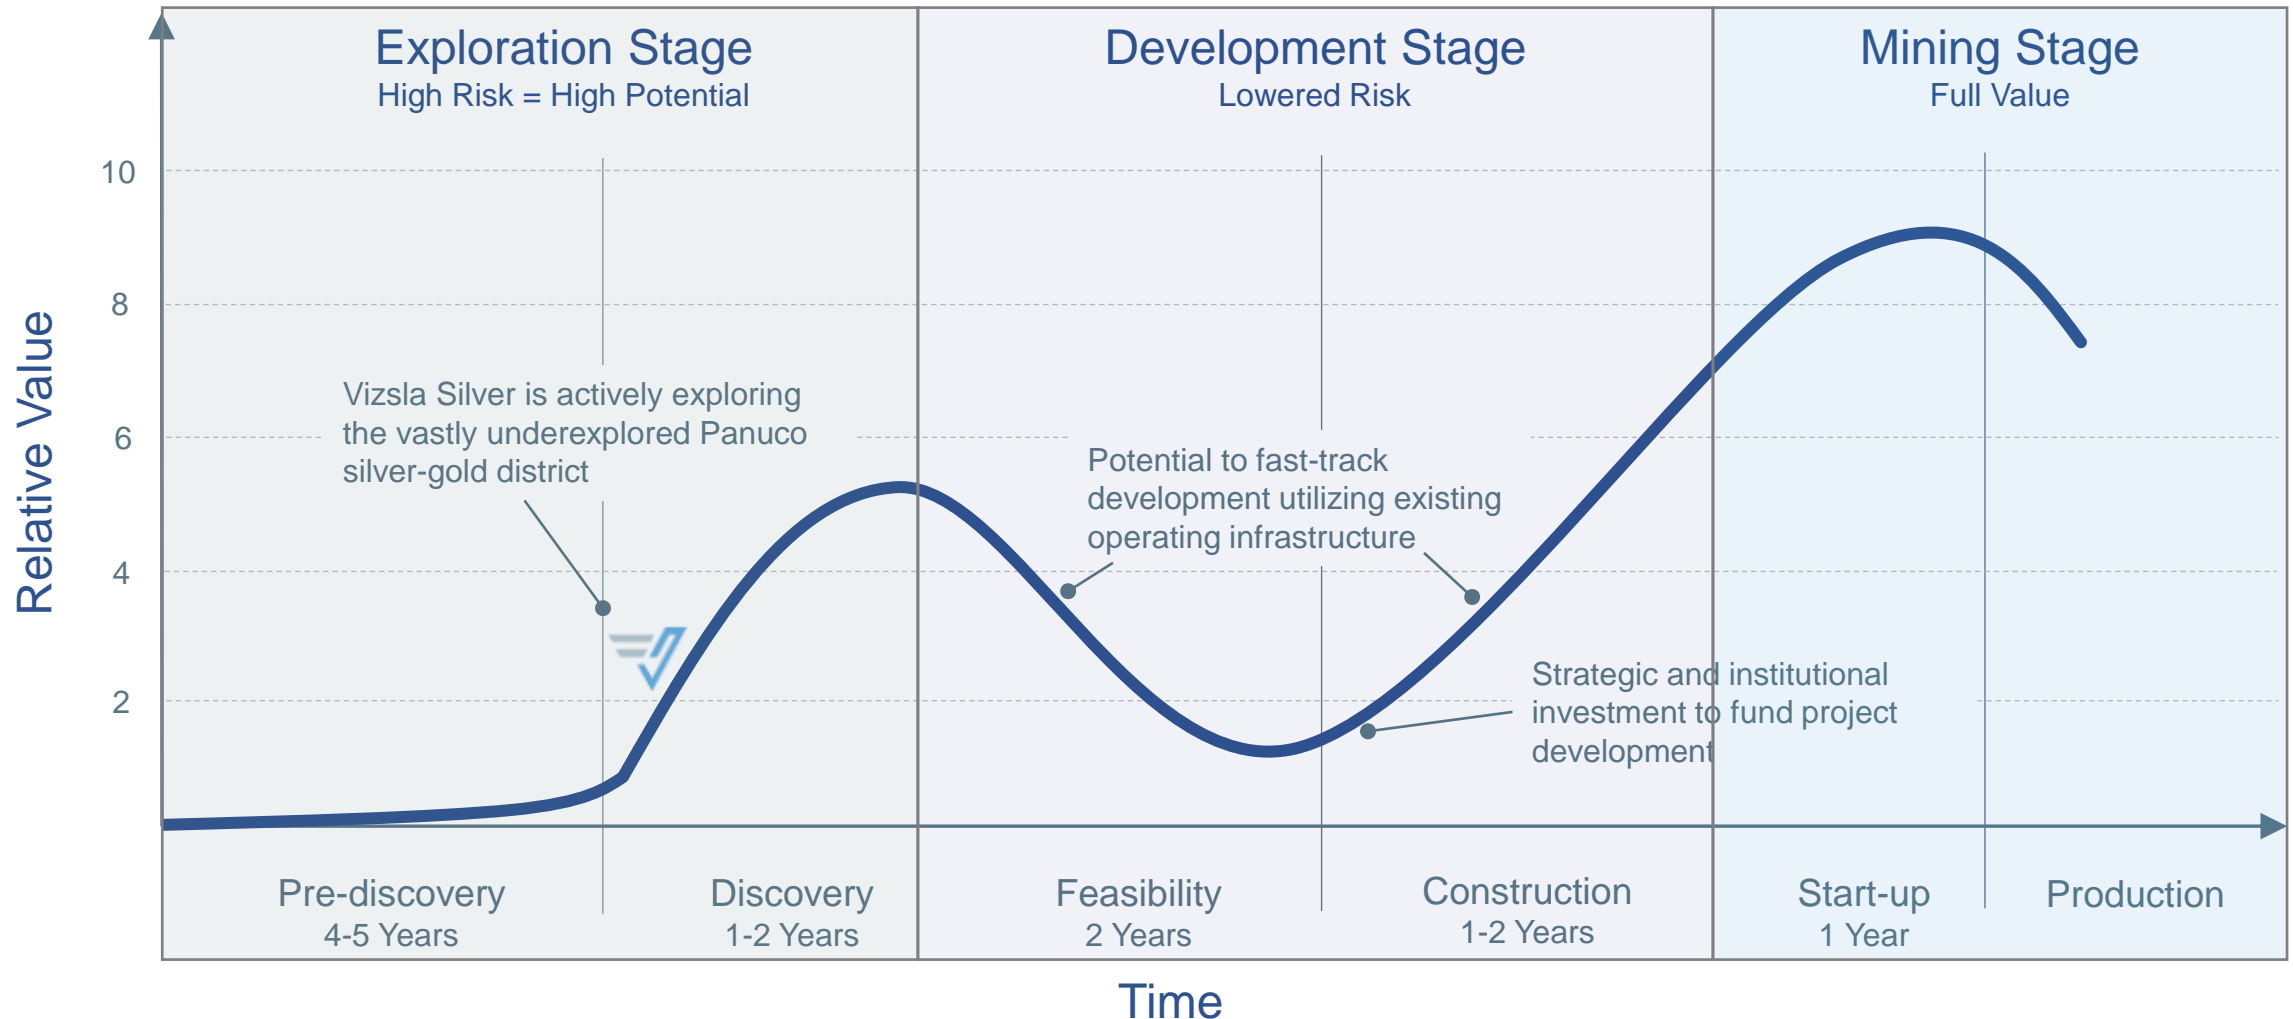 Exploration Stage
High Risk = High Potential
Development Stage
Lowered Risk
Mining Stage
Full Value
10
8
6
4
2
Relative Value
Vizsla Silver is actively exploring
the vastly underexplored Panuco
silver-gold district
Potential to fast-track
development utilizing existing
operating infrastructure
Strategic and institutional
investment to fund project
development
Pre-discovery
4-5 Years
Discovery
1-2 Years
Feasibility
2 Years
Construction
1-2 Years
Start-up
1 Year
Production
Time